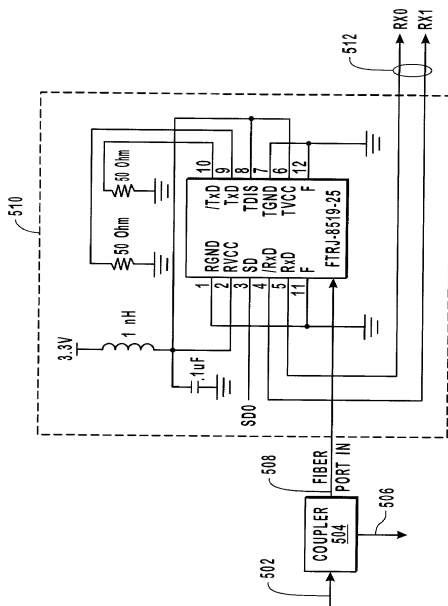 510
512
RX0
RX1
3.3V
1 nH
.1uF
SD0
50 Ohm
50 Ohm
1 RGND
2 RVCC
3 SD
4 /RxD
5 RxD
11 F
/TxD 10
TxD 9
TDIS 8
TGND 7
TVCC 6
F 12
FTRJ-8519-25
502
COUPLER
504
506
508
FIBER
PORT IN